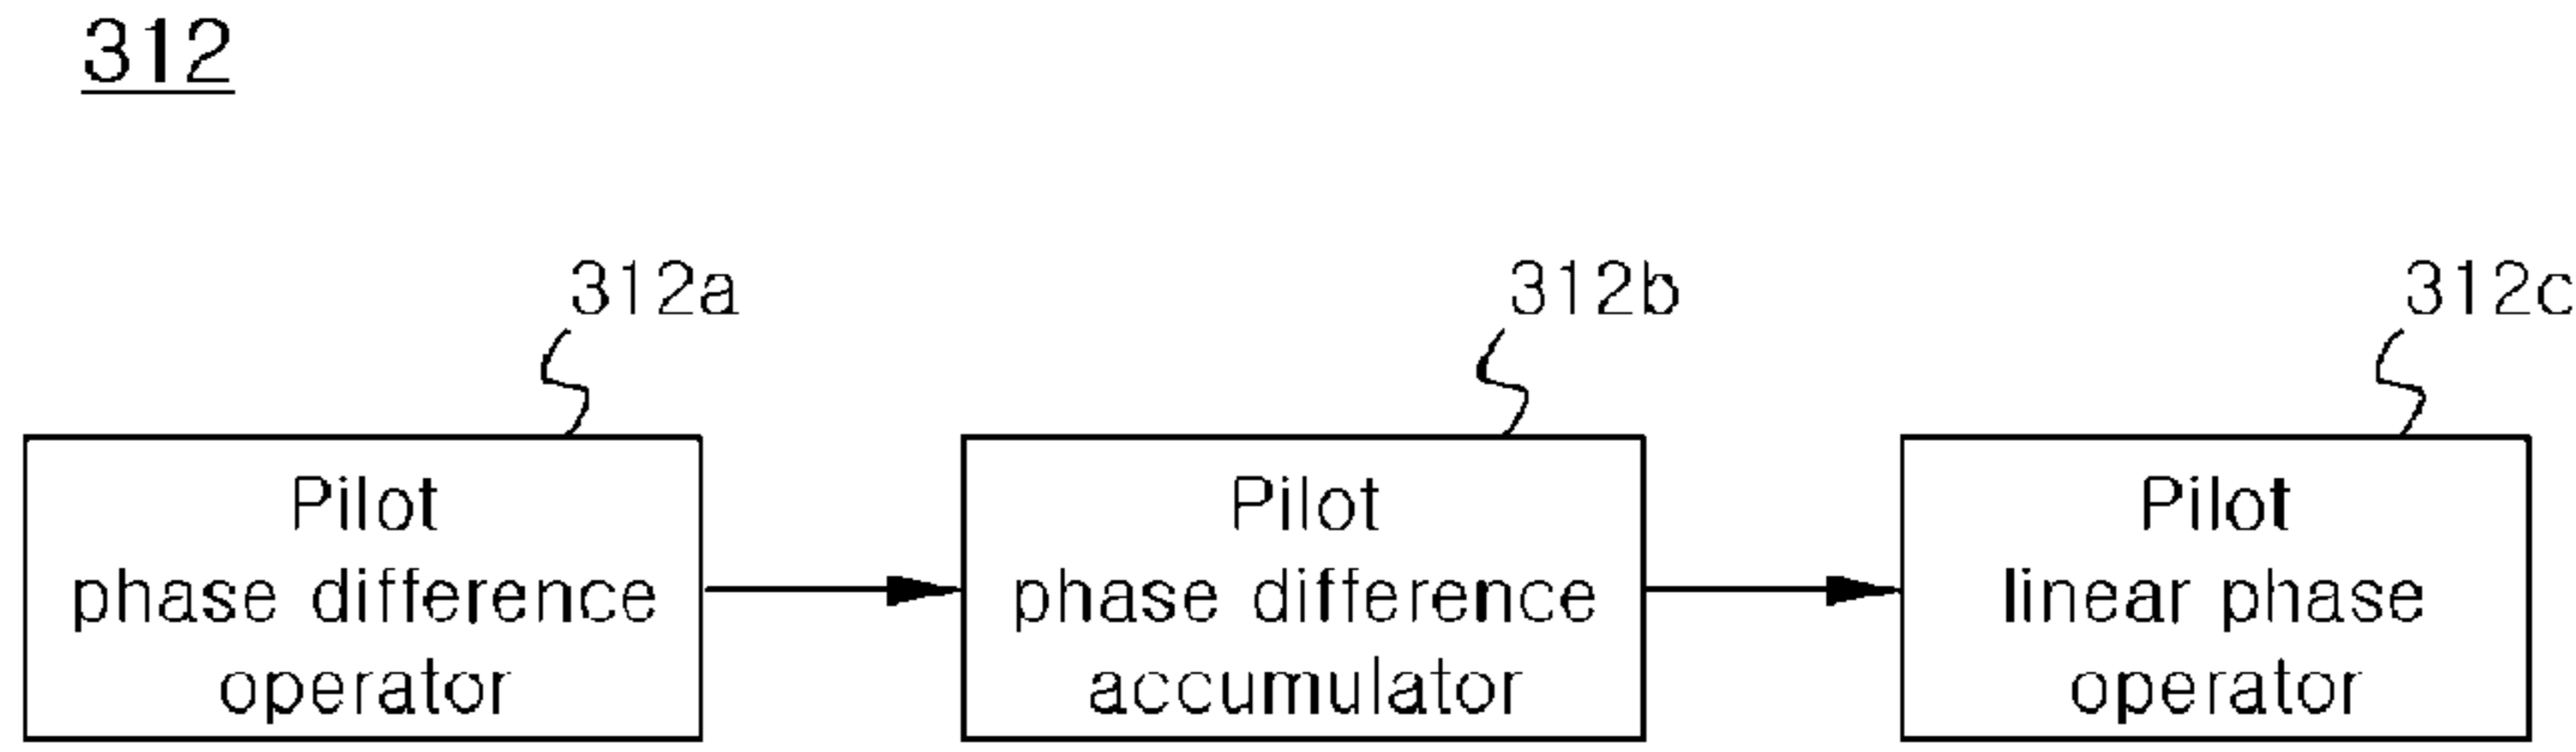 312
312a
312b
312c
Pilot
phase difference
operator
Pilot
phase difference
accumulator
Pilot
linear phase
operator